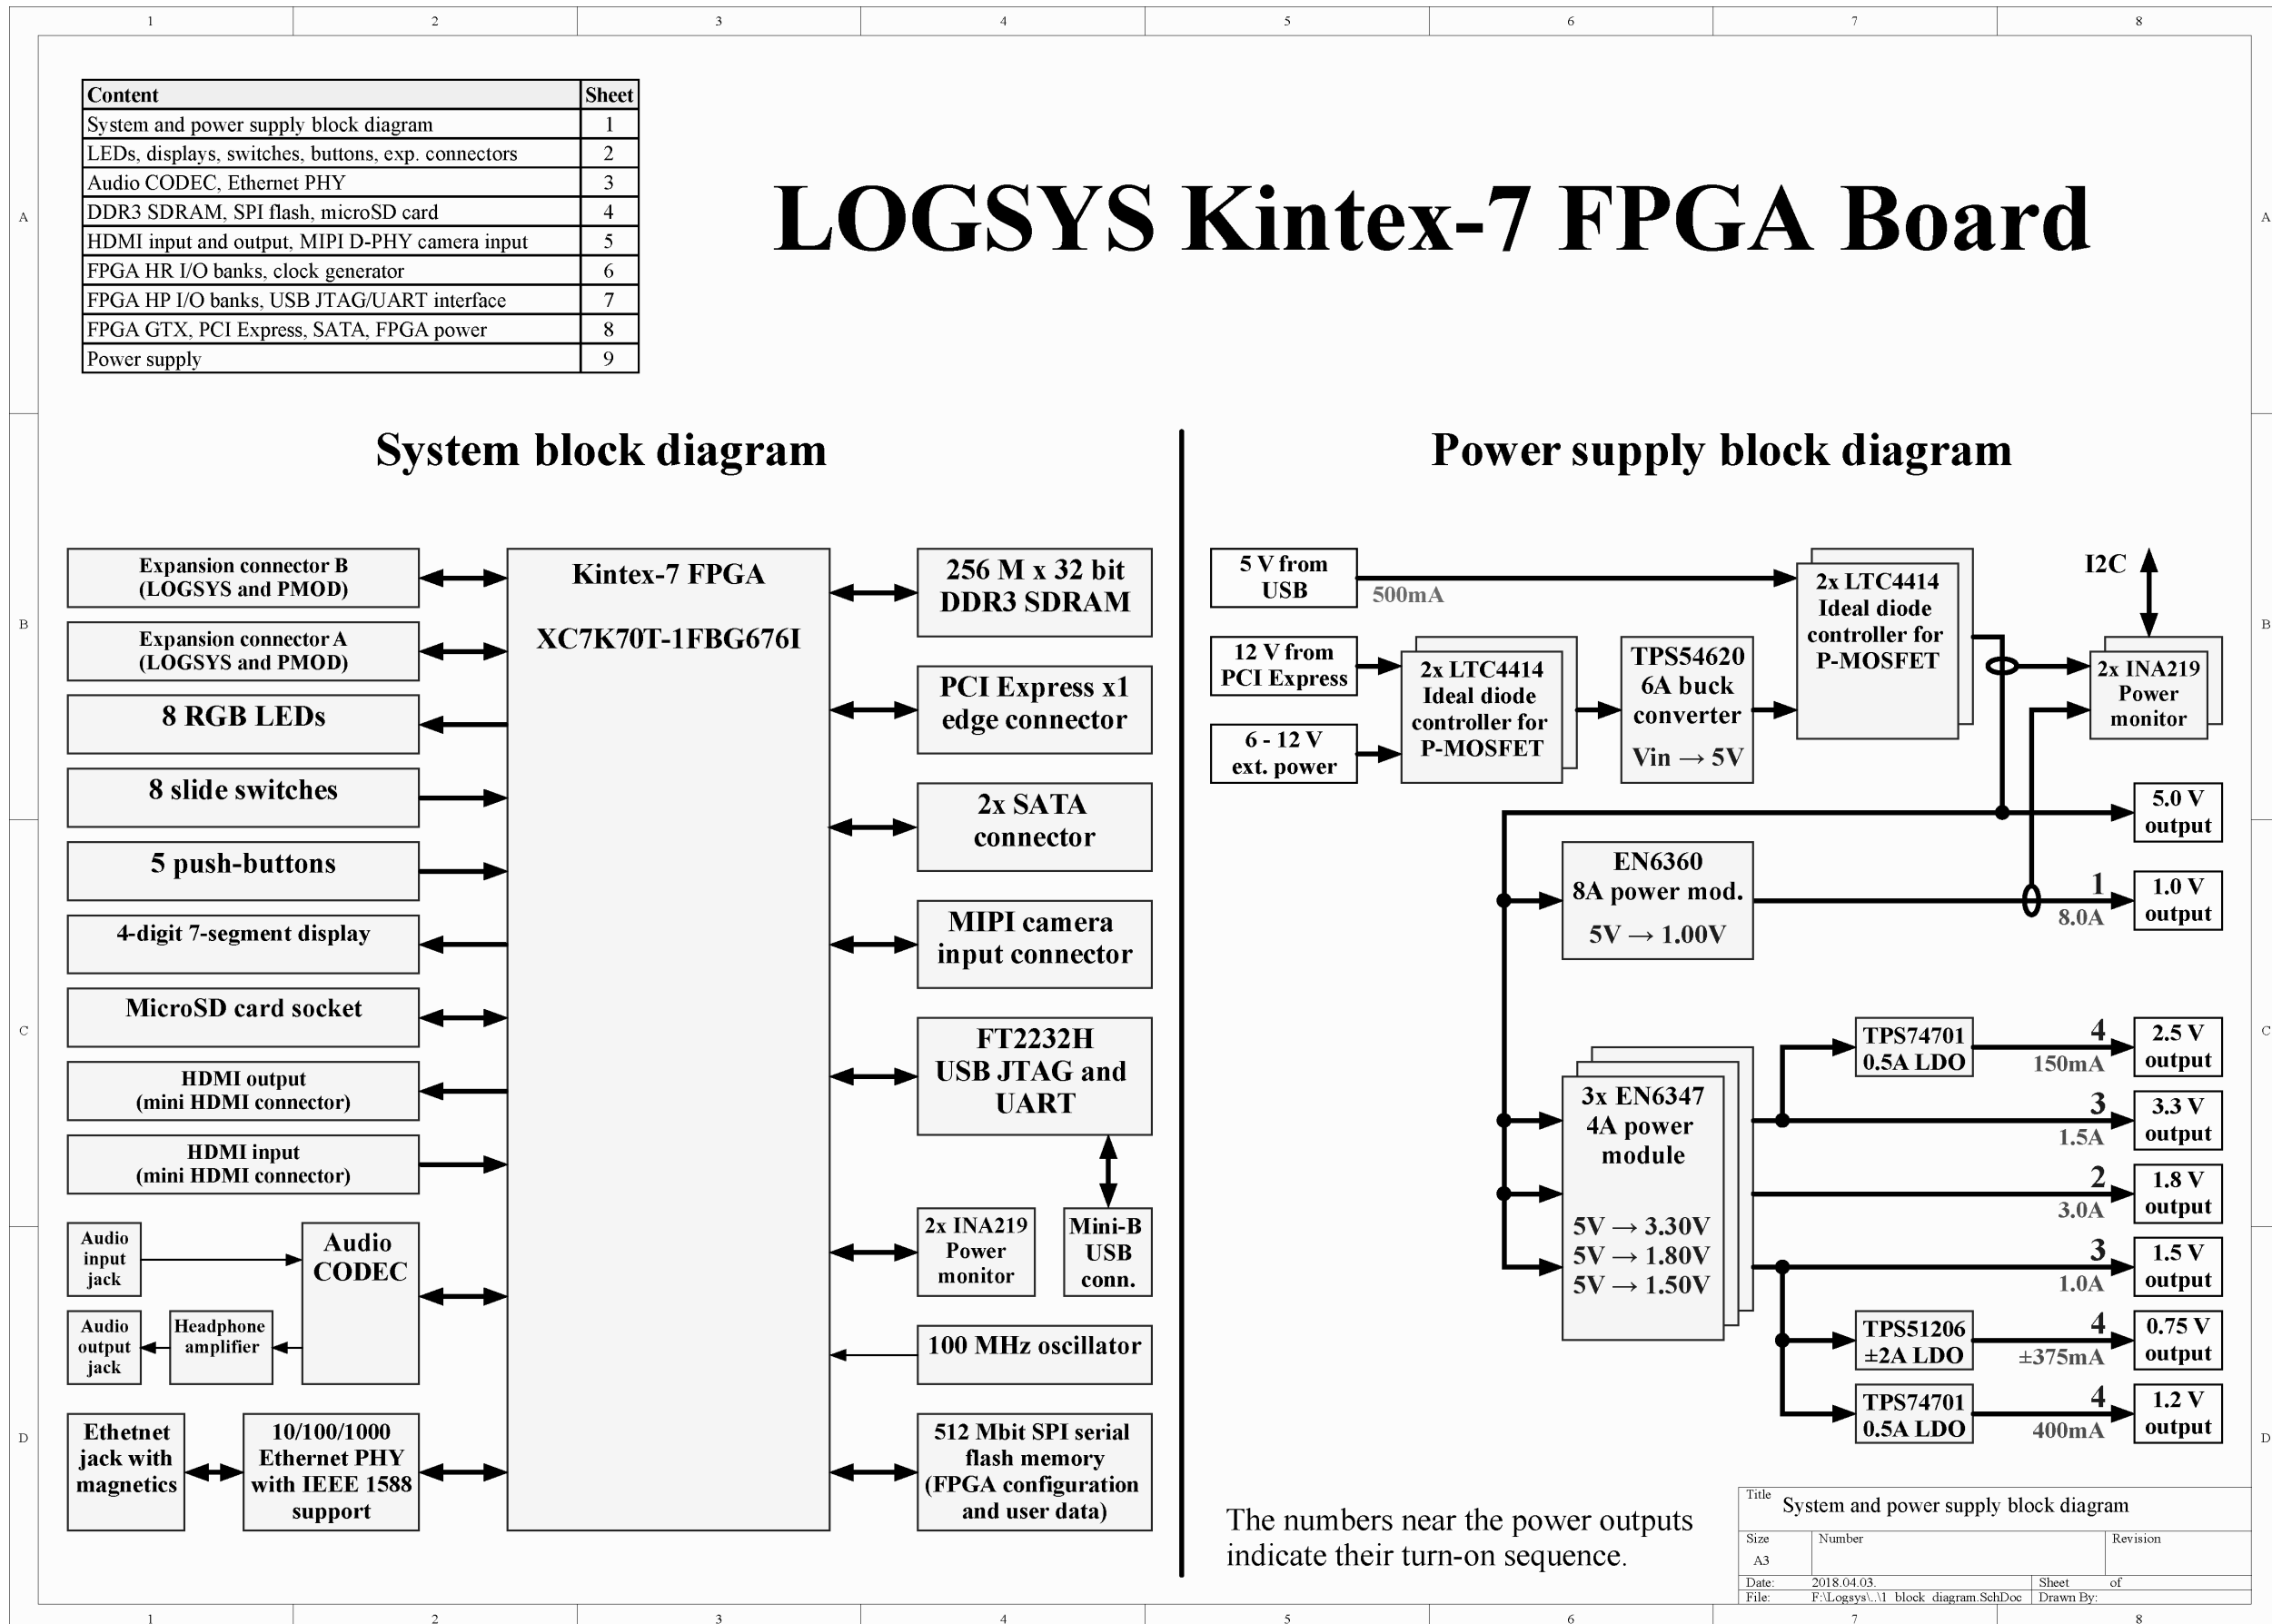 1 2 3 4 5 6 7 8
A A
B B
C C
D D
Content Sheet
System and power supply block diagram 1
LEDs, displays, switches, buttons, exp. connectors 2
Audio CODEC, Ethernet PHY 3
DDR3 SDRAM, SPI flash, microSD card 4
HDMI input and output, MIPI D-PHY camera input 5
FPGA HR I/O banks, clock generator 6
FPGA HP I/O banks, USB JTAG/UART interface 7
FPGA GTX, PCI Express, SATA, FPGA power 8
Power supply 9
LOGSYS Kintex-7 FPGA Board
System block diagram
Expansion connector B
(LOGSYS and PMOD)
Expansion connector A
(LOGSYS and PMOD)
8 RGB LEDs
8 slide switches
5 push-buttons
4-digit 7-segment display
MicroSD card socket
HDMI output
(mini HDMI connector)
HDMI input
(mini HDMI connector)
Audio
input
jack
Audio
CODEC
Audio
output
jack
Headphone
amplifier
Ethetnet
jack with
magnetics
10/100/1000
Ethernet PHY
with IEEE 1588
support
Kintex-7 FPGA
XC7K70T-1FBG676I
256 M x 32 bit
DDR3 SDRAM
PCI Express x1
edge connector
2x SATA
connector
MIPI camera
input connector
FT2232H
USB JTAG and
UART
2x INA219
Power
monitor
Mini-B
USB
conn.
100 MHz oscillator
512 Mbit SPI serial
flash memory
(FPGA configuration
and user data)
Power supply block diagram
5 V from
USB
500mA
12 V from
PCI Express
6 - 12 V
ext. power
2x LTC4414
Ideal diode
controller for
P-MOSFET
TPS54620
6A buck
converter
Vin → 5V
2x LTC4414
Ideal diode
controller for
P-MOSFET
I2C
2x INA219
Power
monitor
5.0 V
output
EN6360
8A power mod.
5V → 1.00V
1
8.0A
1.0 V
output
3x EN6347
4A power
module
5V → 3.30V
5V → 1.80V
5V → 1.50V
TPS74701
0.5A LDO
4
150mA
2.5 V
output
3
1.5A
3.3 V
output
2
3.0A
1.8 V
output
3
1.0A
1.5 V
output
TPS51206
±2A LDO
4
±375mA
0.75 V
output
TPS74701
0.5A LDO
4
400mA
1.2 V
output
The numbers near the power outputs
indicate their turn-on sequence.
Title System and power supply block diagram
Size Number Revision
A3
Date: 2018.04.03. Sheet of
File: F:\Logsys\..\1_block_diagram.SchDoc Drawn By:
1 2 3 4 5 6 7 8